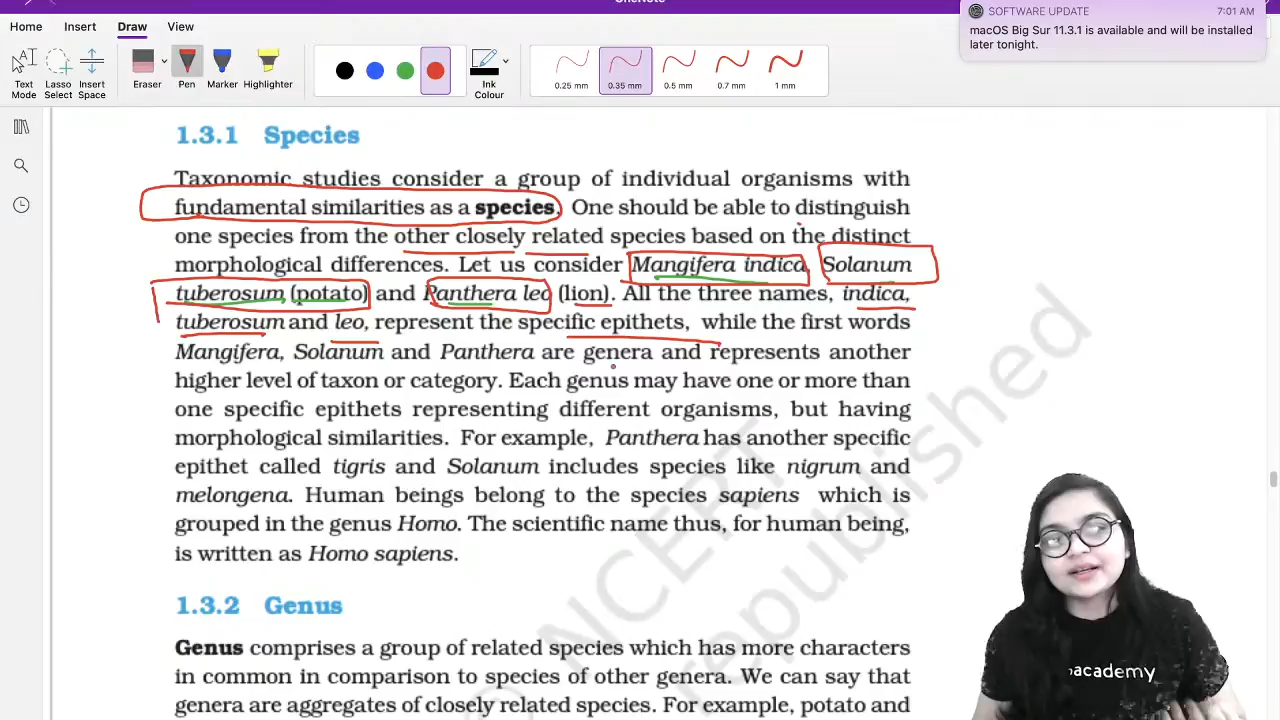 OneNote
SOFTWARE UPDATE 7:01 AM
macOS Big Sur 11.3.1 is available and will be installed
later tonight.
Home Insert Draw View
Text Mode
Lasso Select
Insert Space
Eraser
Pen
Marker
Highlighter
Ink Colour
0.25 mm
0.35 mm
0.5 mm
0.7 mm
1 mm
1.3.1 Species
Taxonomic studies consider a group of individual organisms with
fundamental similarities as a species. One should be able to distinguish
one species from the other closely related species based on the distinct
morphological differences. Let us consider Mangifera indica, Solanum
tuberosum (potato) and Panthera leo (lion). All the three names, indica,
tuberosum and leo, represent the specific epithets, while the first words
Mangifera, Solanum and Panthera are genera and represents another
higher level of taxon or category. Each genus may have one or more than
one specific epithets representing different organisms, but having
morphological similarities. For example, Panthera has another specific
epithet called tigris and Solanum includes species like nigrum and
melongena. Human beings belong to the species sapiens which is
grouped in the genus Homo. The scientific name thus, for human being,
is written as Homo sapiens.
1.3.2 Genus
Genus comprises a group of related species which has more characters
in common in comparison to species of other genera. We can say that
genera are aggregates of closely related species. For example, potato and
© NCERT
republished